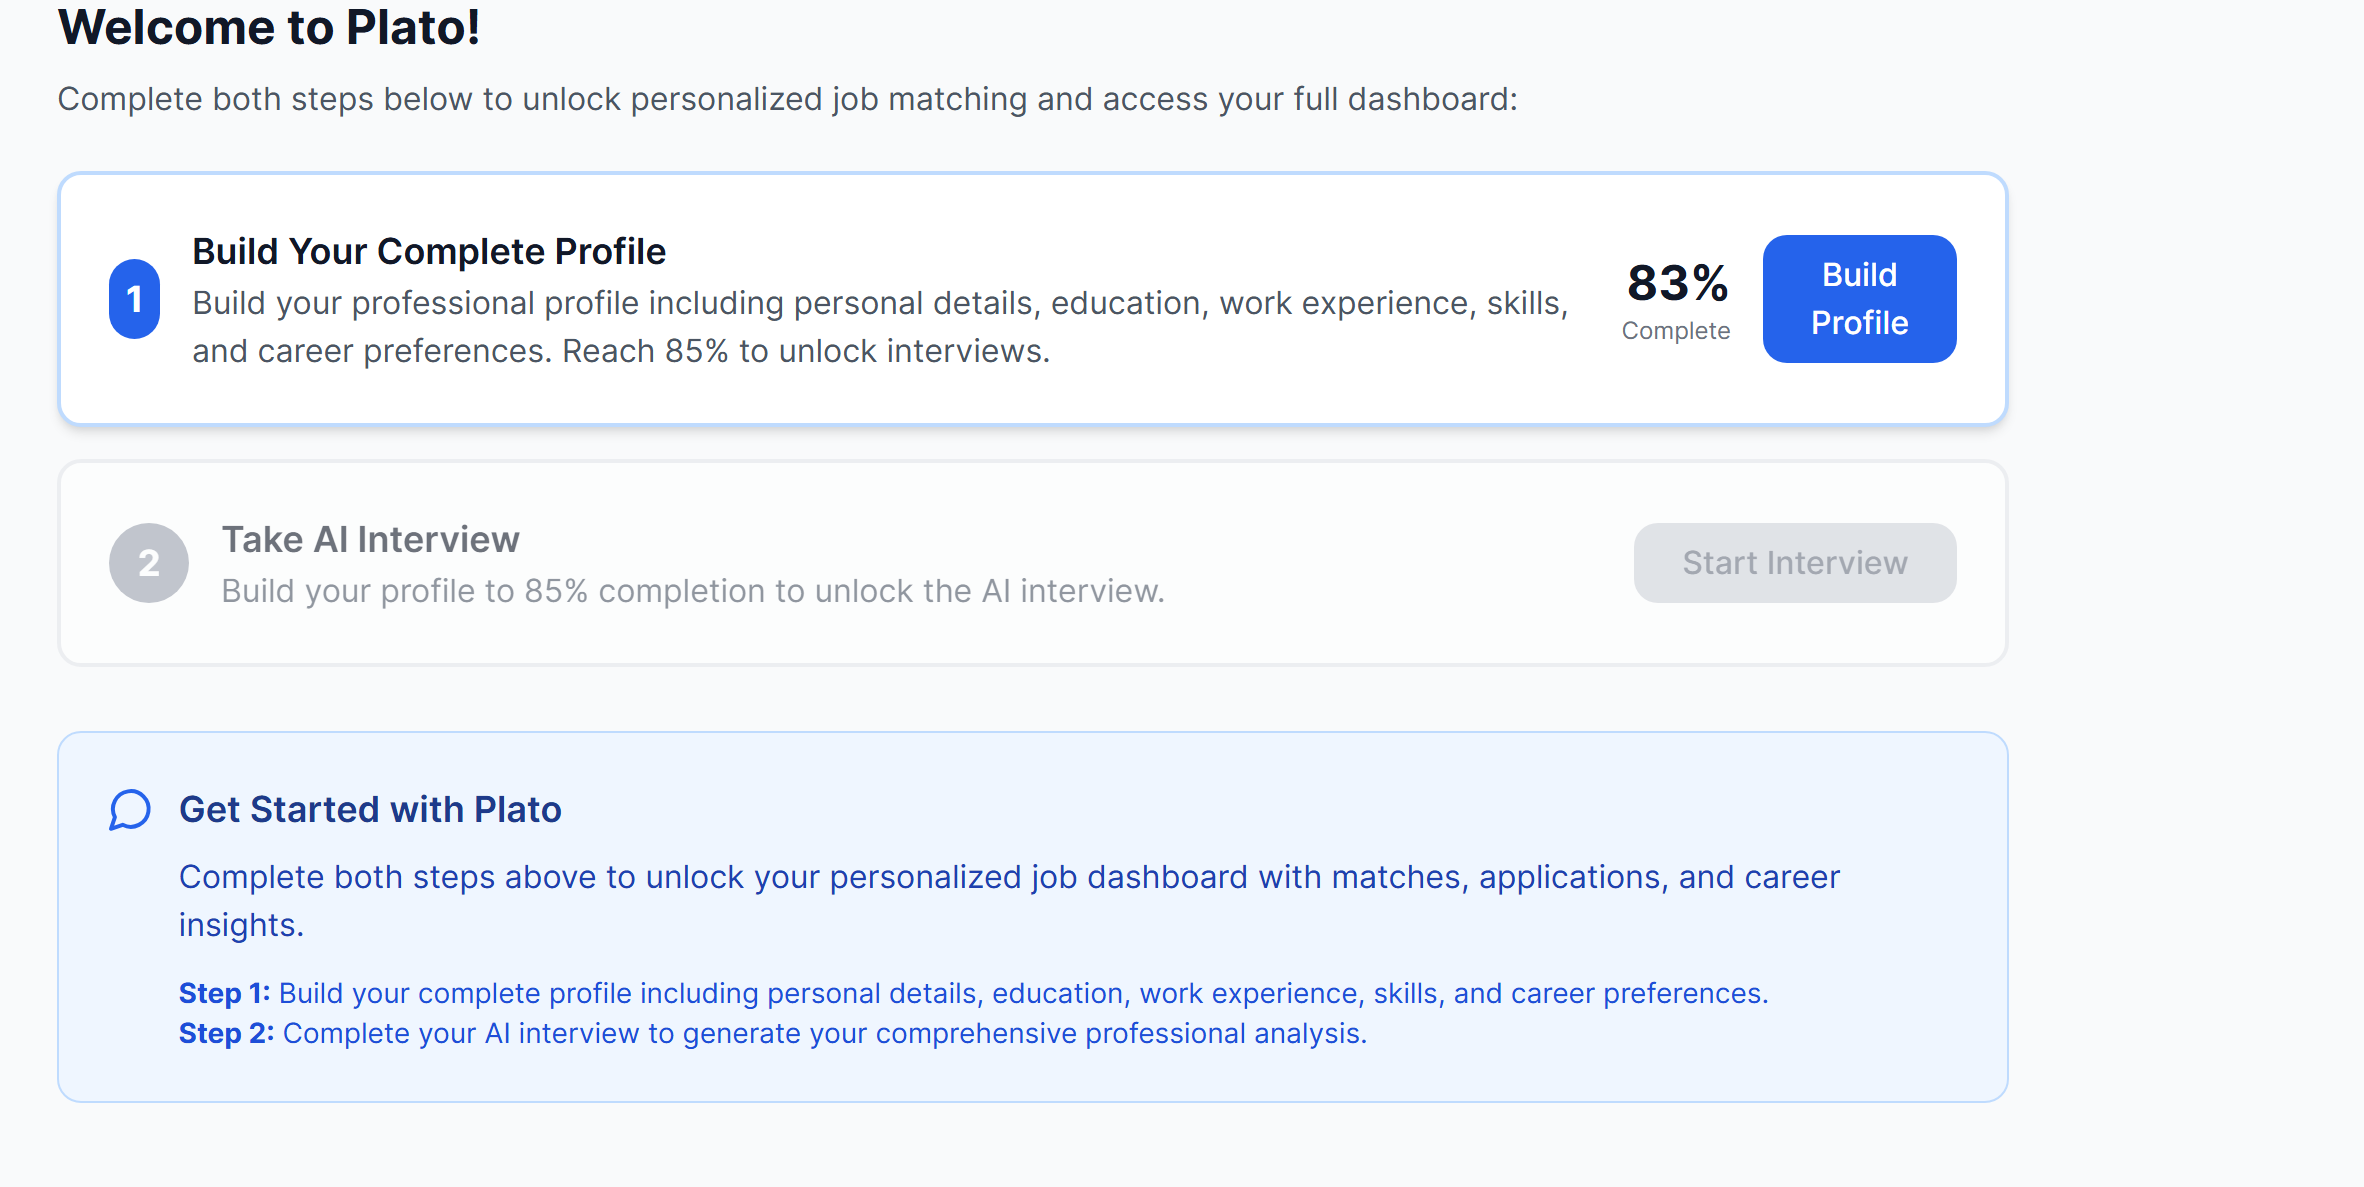 Welcome to Plato!
Complete both steps below to unlock personalized job matching and access your full dashboard:
1
Build Your Complete Profile
Build your professional profile including personal details, education, work experience, skills,
and career preferences. Reach 85% to unlock interviews.
83%
Complete
Build
Profile
2
Take AI Interview
Build your profile to 85% completion to unlock the AI interview.
Start Interview
Get Started with Plato
Complete both steps above to unlock your personalized job dashboard with matches, applications, and career
insights.
Step 1: Build your complete profile including personal details, education, work experience, skills, and career preferences.
Step 2: Complete your AI interview to generate your comprehensive professional analysis.